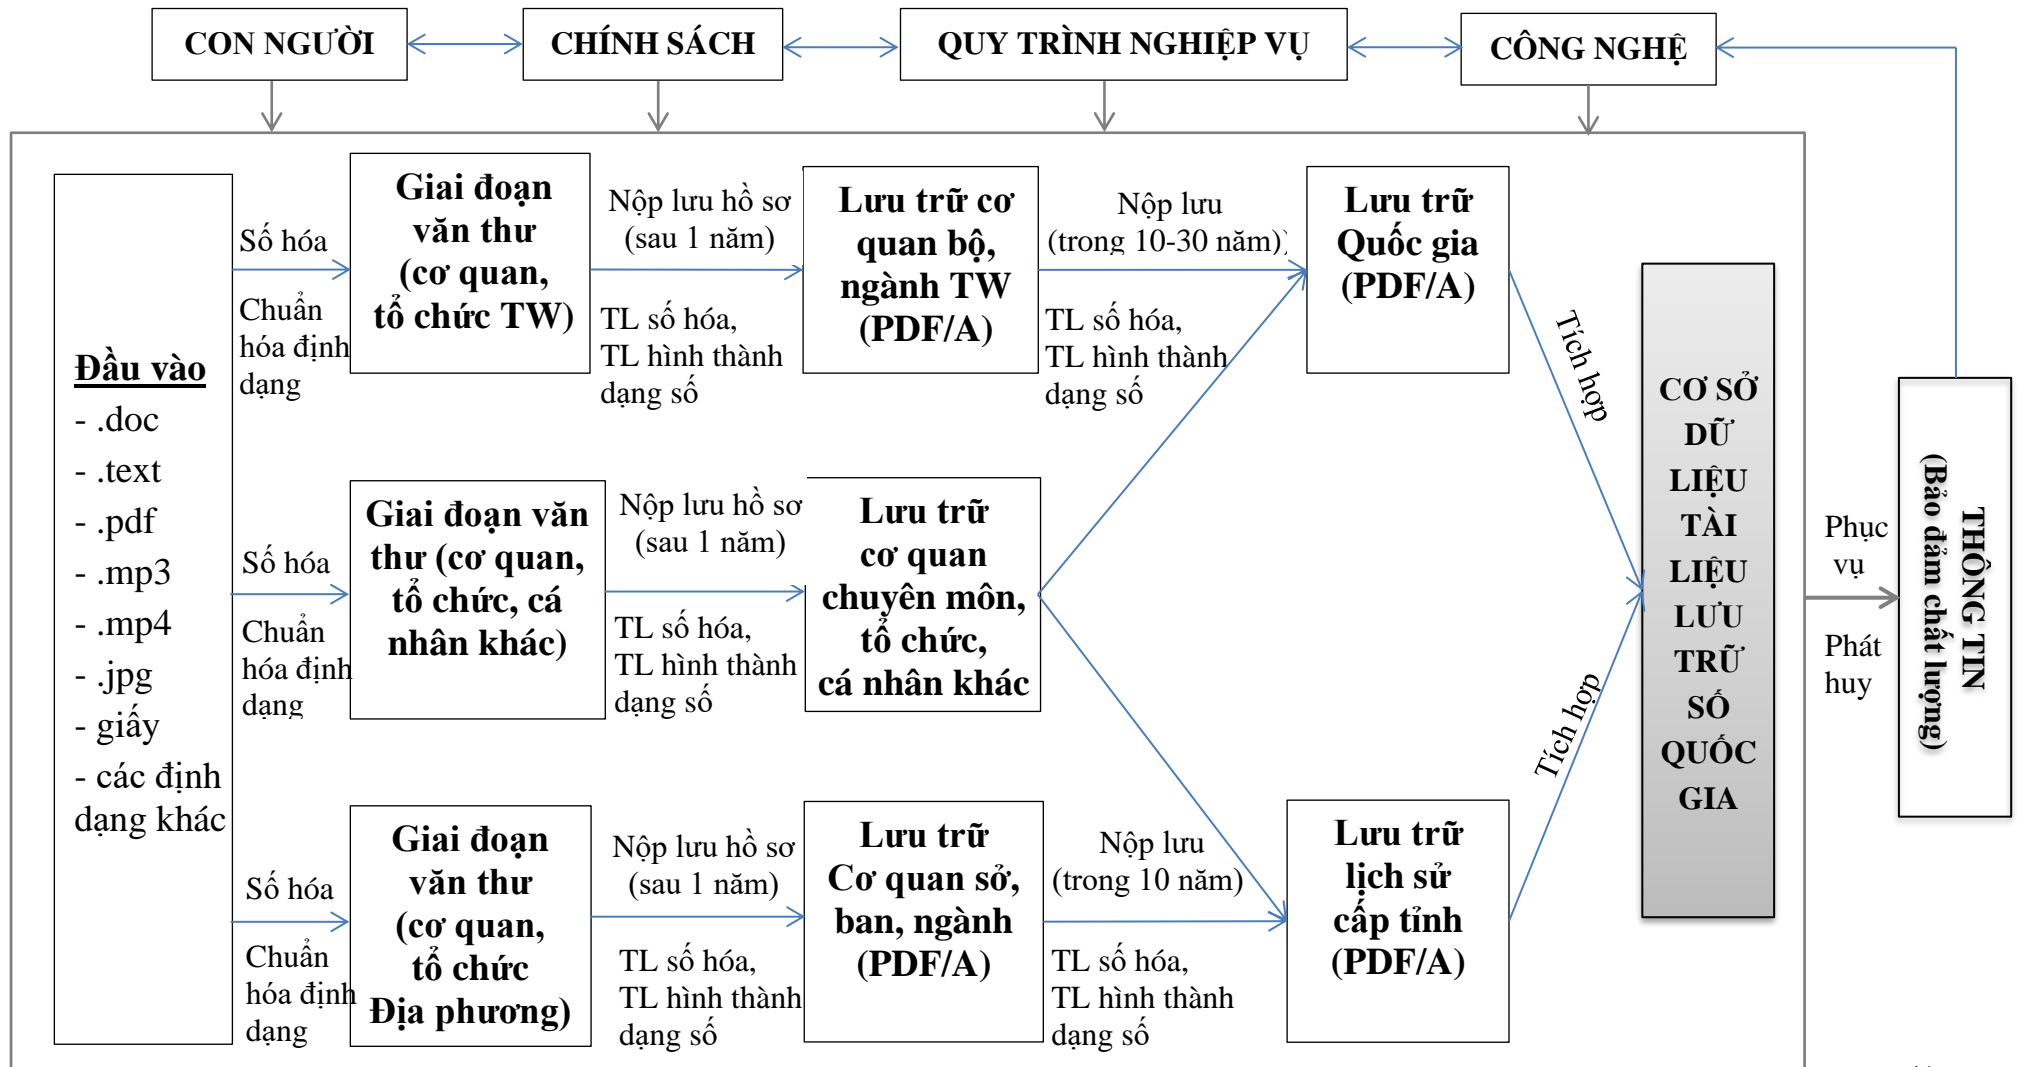 CON NGƯỜI
CHÍNH SÁCH
QUY TRÌNH NGHIỆP VỤ
CÔNG NGHỆ
Đầu vào
- .doc
- .text
- .pdf
- .mp3
- .mp4
- .jpg
- giấy
- các định
dạng khác
Số hóa
Chuẩn
hóa định
dạng
Giai đoạn
văn thư
(cơ quan,
tổ chức TW)
Nộp lưu hồ sơ
(sau 1 năm)
TL số hóa,
TL hình thành
dạng số
Lưu trữ cơ
quan bộ,
ngành TW
(PDF/A)
Nộp lưu
(trong 10-30 năm))
TL số hóa,
TL hình thành
dạng số
Lưu trữ
Quốc gia
(PDF/A)
Tích hợp
Số hóa
Chuẩn
hóa định
dạng
Giai đoạn văn
thư (cơ quan,
tổ chức, cá
nhân khác)
Nộp lưu hồ sơ
(sau 1 năm)
TL số hóa,
TL hình thành
dạng số
Lưu trữ
cơ quan
chuyên môn,
tổ chức,
cá nhân khác
Số hóa
Chuẩn
hóa định
dạng
Giai đoạn
văn thư
(cơ quan,
tổ chức
Địa phương)
Nộp lưu hồ sơ
(sau 1 năm)
TL số hóa,
TL hình thành
dạng số
Lưu trữ
Cơ quan sở,
ban, ngành
(PDF/A)
Nộp lưu
(trong 10 năm)
TL số hóa,
TL hình thành
dạng số
Lưu trữ
lịch sử
cấp tỉnh
(PDF/A)
Tích hợp
CƠ SỞ
DỮ
LIỆU
TÀI
LIỆU
LƯU
TRỮ
SỐ
QUỐC
GIA
Phục
vụ
Phát
huy
THÔNG TIN
(Bảo đảm chất lượng)